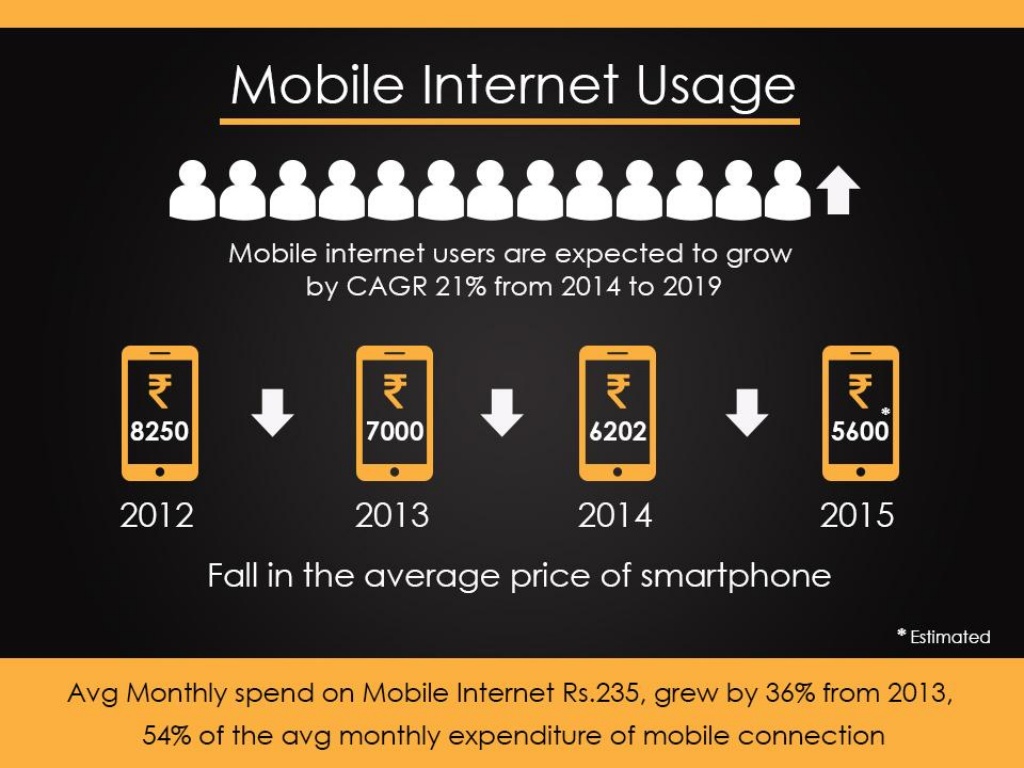 Mobile Internet Usage
Mobile internet users are expected to grow
by CAGR 21% from 2014 to 2019
₹ ₹ ₹ ₹
8250 7000 6202 5600*
2012 2013 2014 2015
Fall in the average price of smartphone
* Estimated
Avg Monthly spend on Mobile Internet Rs.235, grew by 36% from 2013,
54% of the avg monthly expenditure of mobile connection